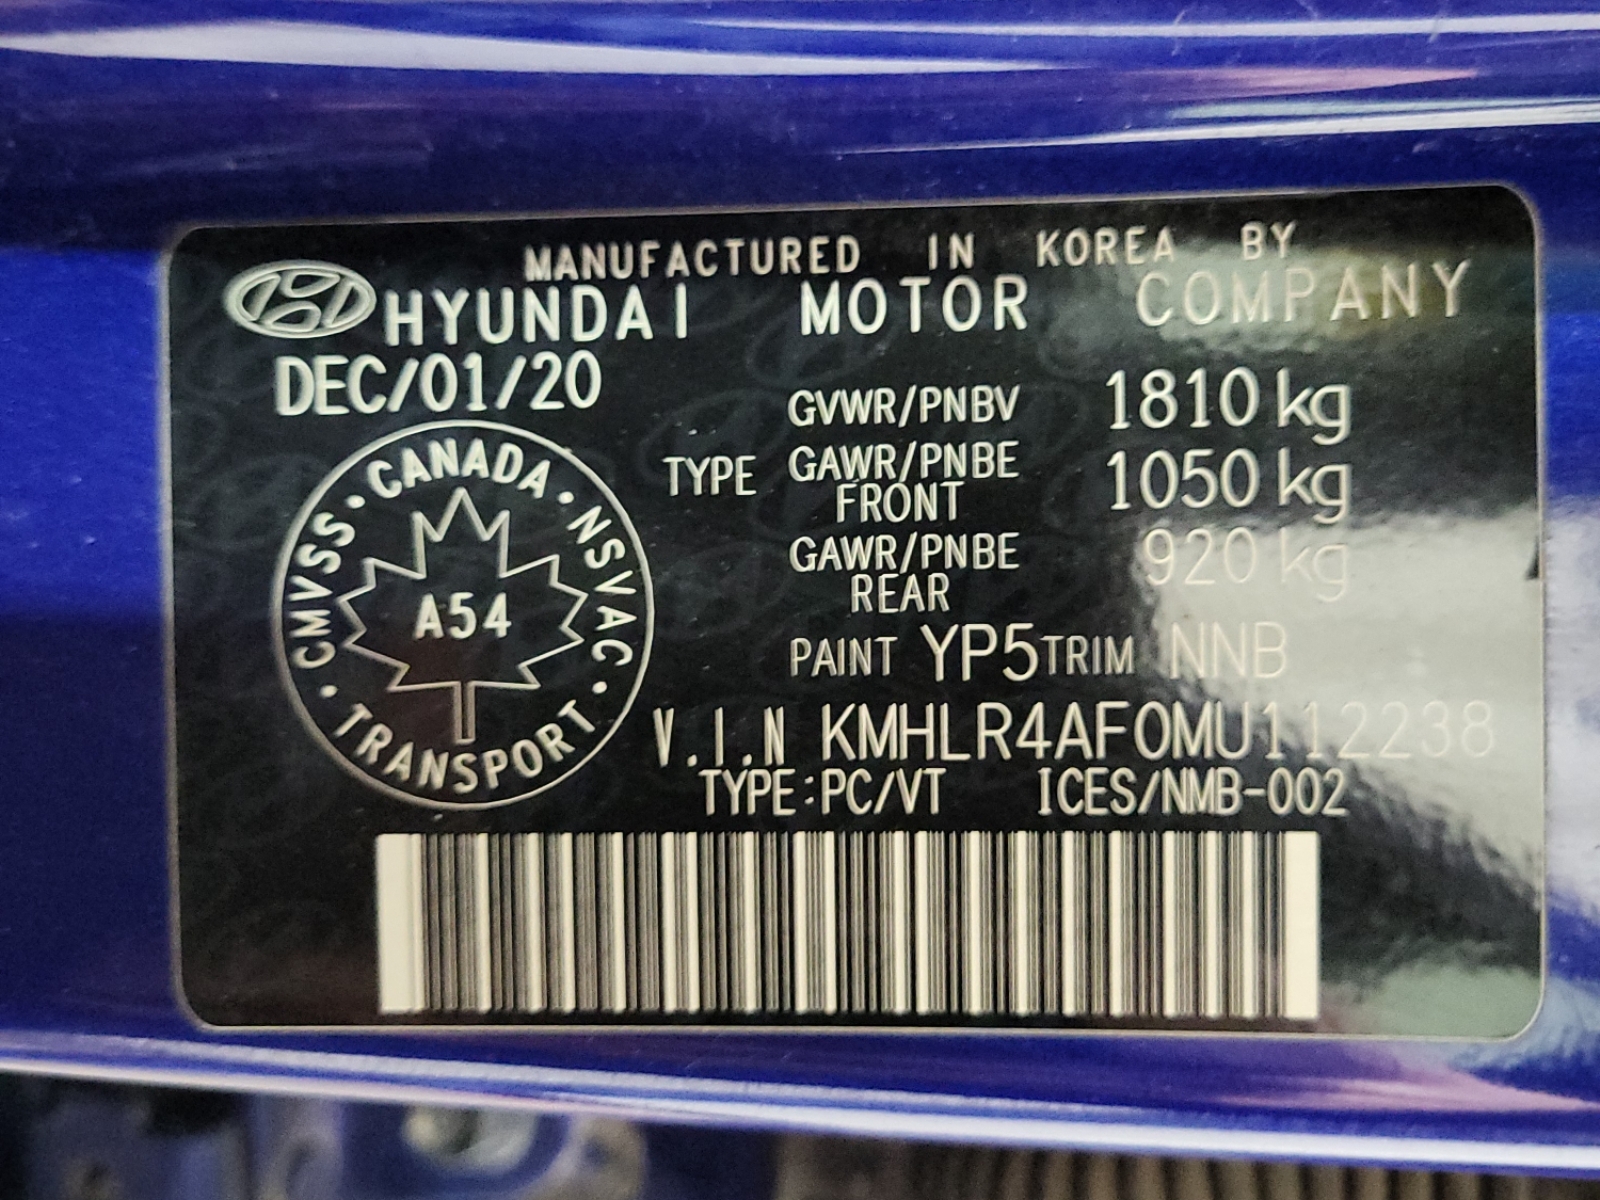 MANUFACTURED IN KOREA BY
HYUNDAI MOTOR COMPANY
DEC/01/20
GVWR/PNBV 1810 kg
TYPE GAWR/PNBE FRONT 1050 kg
GAWR/PNBE REAR 920 kg
PAINT YP5 TRIM NNB
V.I.N KMHLR4AF0MU112238
TYPE:PC/VT ICES/NMB-002
CANADA · NSVAC · TRANSPORT · CMVSS ·
A54